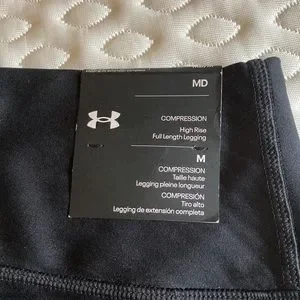 MD
COMPRESSION
High Rise
Full Length Legging
M
COMPRESSION
Taille haute
Legging pleine longueur
COMPRESIÓN
Tiro alto
Legging de extensión completa